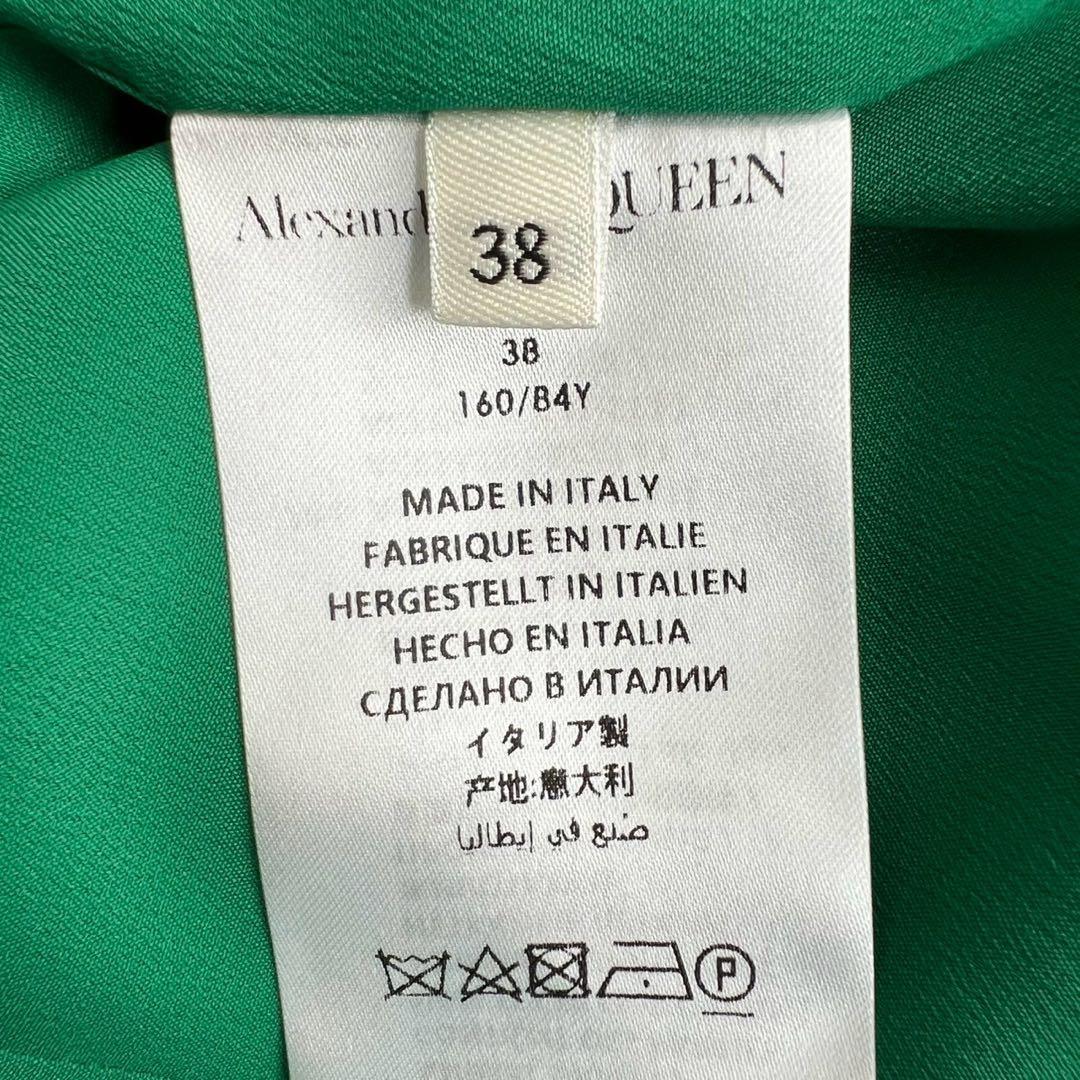 Alexand QUEEN
38
38
160/84Y
MADE IN ITALY
FABRIQUE EN ITALIE
HERGESTELLT IN ITALIEN
HECHO EN ITALIA
СДЕЛАНО В ИТАЛИИ
イタリア製
产地:意大利
صنع في إيطاليا
P